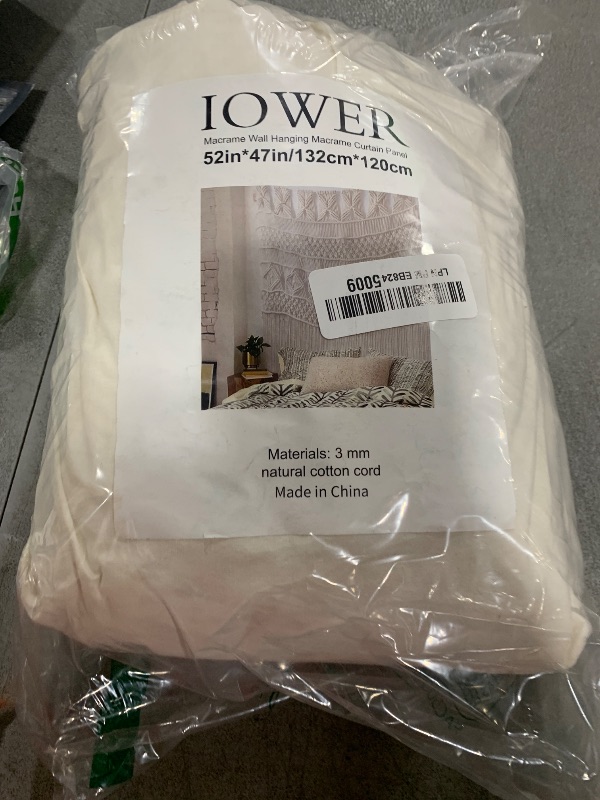 IOWER
Macrame Wall Hanging Macrame Curtain Panel
52in*47in/132cm*120cm
EB8245009
Materials: 3 mm
natural cotton cord
Made in China